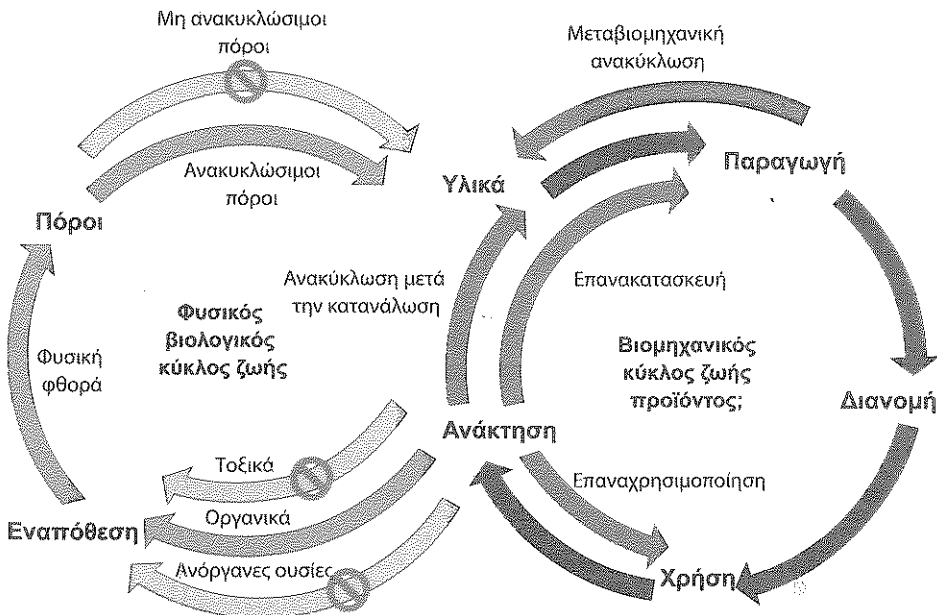 Μη ανακυκλώσιμοι
πόροι
Μεταβιομηχανική
ανακύκλωση
Ανακυκλώσιμοι
πόροι
Υλικά
Παραγωγή
Πόροι
Ανακύκλωση μετά
την κατανάλωση
Επανακατασκευή
Φυσικός
βιολογικός
κύκλος ζωής
Φυσική
φθορά
Βιομηχανικός
κύκλος ζωής
προϊόντος;
Διανομή
Ανάκτηση
Τοξικά
Επαναχρησιμοποίηση
Οργανικά
Εναπόθεση
Ανόργανες ουσίες
Χρήση